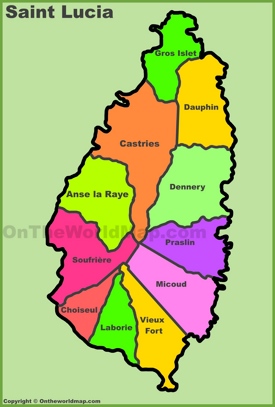 Saint Lucia
Gros Islet
Dauphin
Castries
Dennery
Anse la Raye
OnTheWorldMap.com
Praslin
Soufrière
Micoud
Choiseul
Laborie
Vieux
Fort
Copyright © Ontheworldmap.com